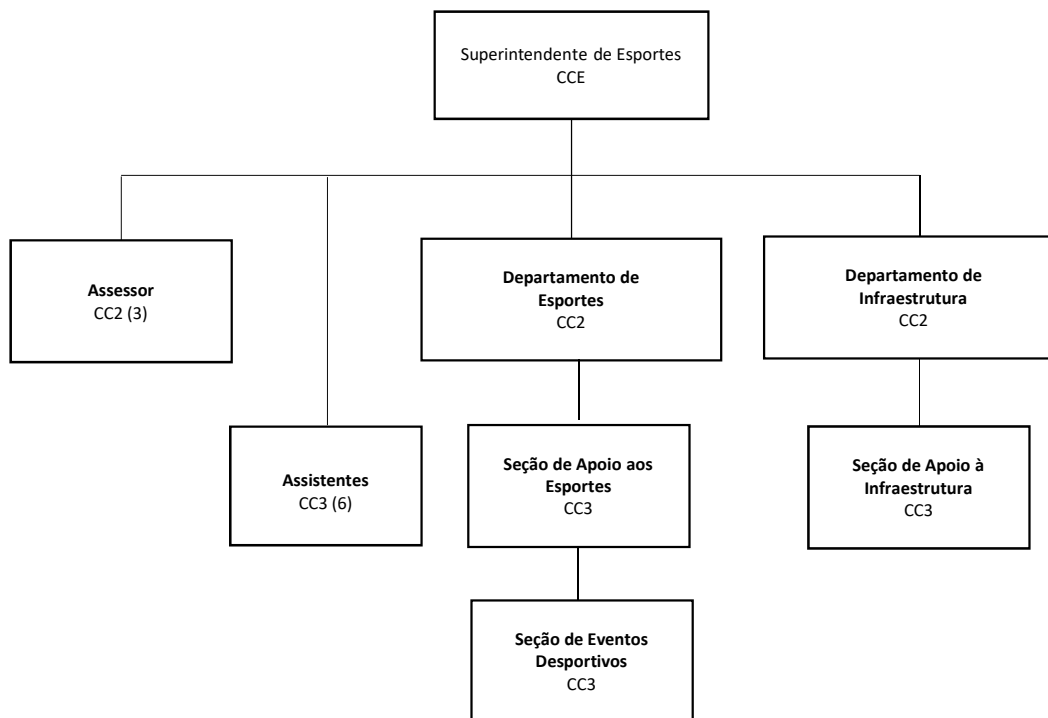 Superintendente de Esportes
CCE
Assessor
CC2 (3)
Departamento de
Esportes
CC2
Departamento de
Infraestrutura
CC2
Assistentes
CC3 (6)
Seção de Apoio aos
Esportes
CC3
Seção de Apoio à
Infraestrutura
CC3
Seção de Eventos
Desportivos
CC3